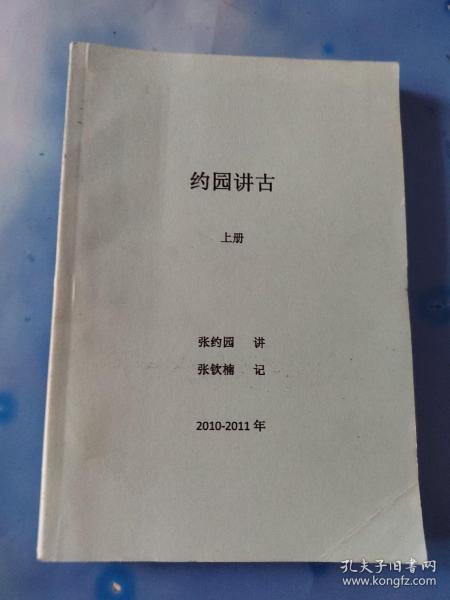 约园讲古
上册
张约园 讲
张钦楠 记
2010-2011 年
孔夫子旧书网
www.kongfz.com